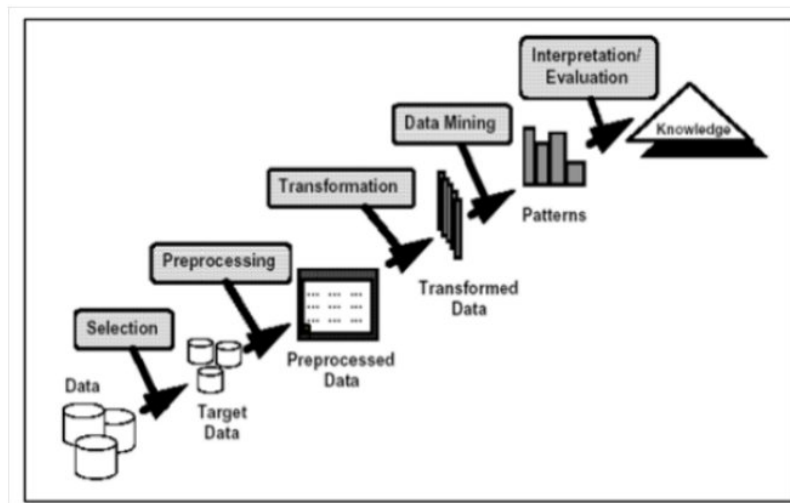 Interpretation/
Evaluation
Knowledge
Data Mining
Patterns
Transformation
Transformed
Data
Preprocessing
Preprocessed
Data
Selection
Target
Data
Data